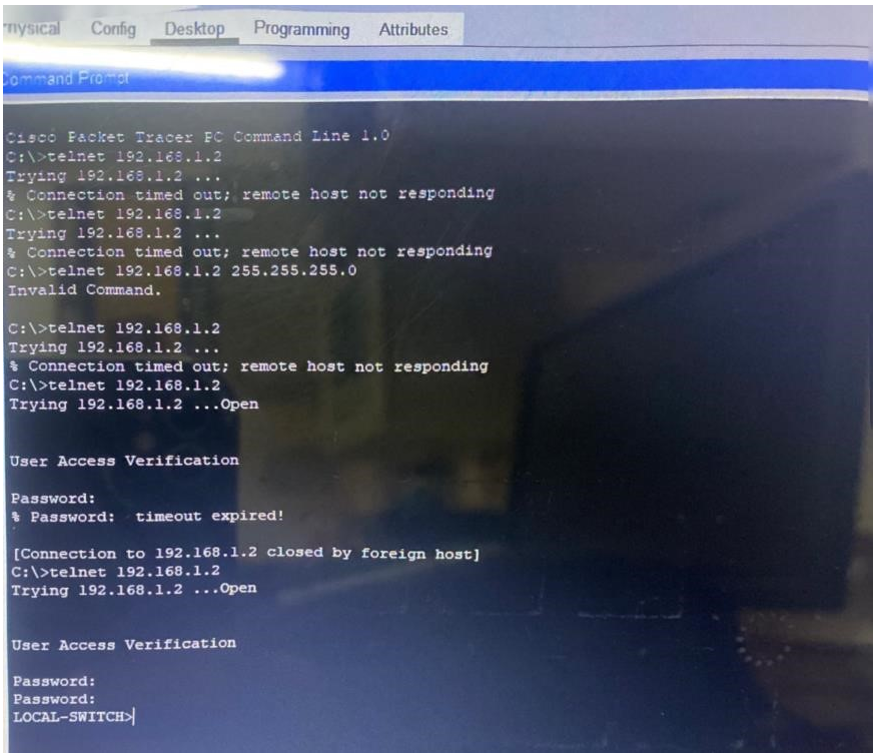 Physical Config Desktop Programming Attributes
Command Prompt
Cisco Packet Tracer PC Command Line 1.0
C:\>telnet 192.168.1.2
Trying 192.168.1.2 ...
% Connection timed out; remote host not responding
C:\>telnet 192.168.1.2
Trying 192.168.1.2 ...
% Connection timed out; remote host not responding
C:\>telnet 192.168.1.2 255.255.255.0
Invalid Command.
C:\>telnet 192.168.1.2
Trying 192.168.1.2 ...
% Connection timed out; remote host not responding
C:\>telnet 192.168.1.2
Trying 192.168.1.2 ...Open
User Access Verification
Password:
% Password:  timeout expired!
[Connection to 192.168.1.2 closed by foreign host]
C:\>telnet 192.168.1.2
Trying 192.168.1.2 ...Open
User Access Verification
Password:
Password:
LOCAL-SWITCH>